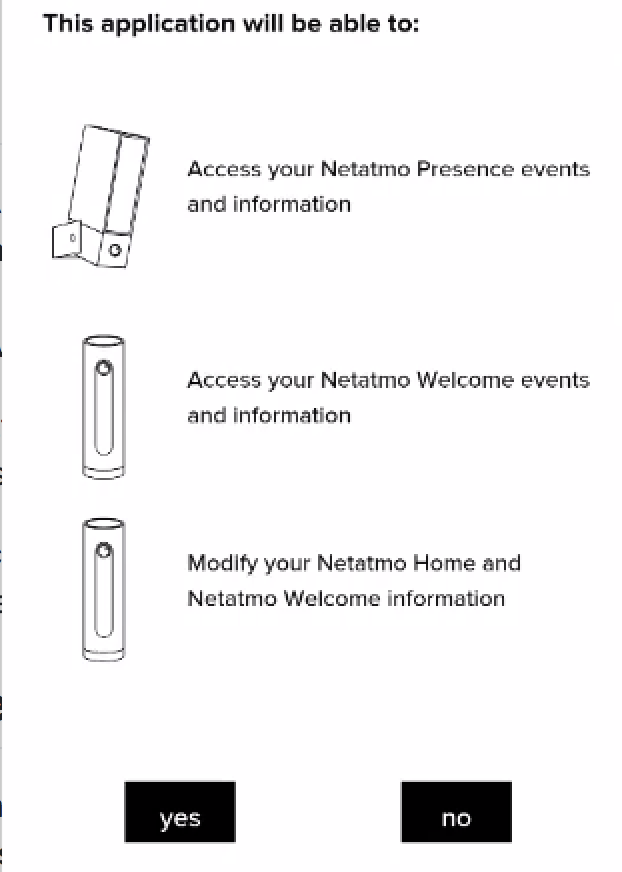 This application will be able to:
Access your Netatmo Presence events
and information
Access your Netatmo Welcome events
and information
Modify your Netatmo Home and
Netatmo Welcome information
yes
no